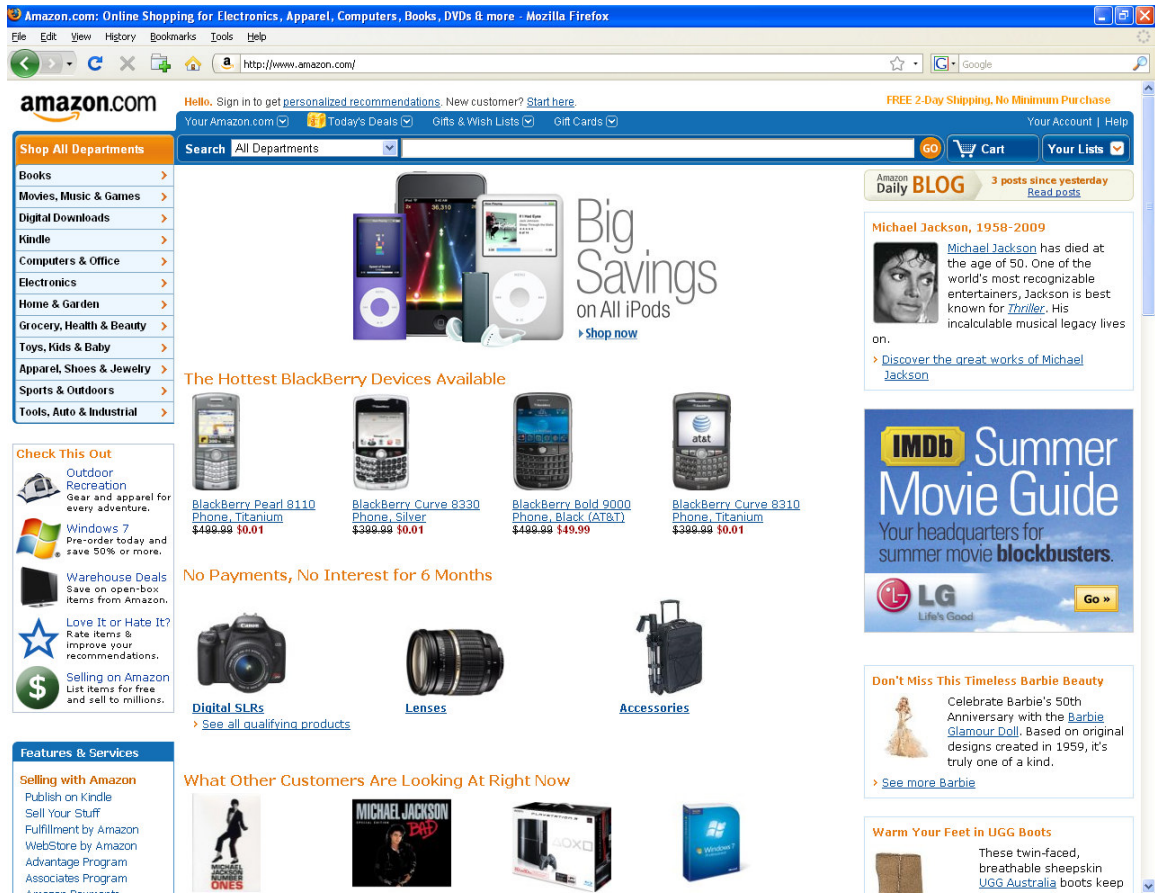 Amazon.com: Online Shopping for Electronics, Apparel, Computers, Books, DVDs & more - Mozilla Firefox
File Edit View History Bookmarks Tools Help
http://www.amazon.com/
Google
amazon.com
Hello. Sign in to get personalized recommendations. New customer? Start here.
FREE 2-Day Shipping, No Minimum Purchase
Your Amazon.com
Today's Deals
Gifts & Wish Lists
Gift Cards
Your Account | Help
Shop All Departments
Search All Departments
GO
Cart
Your Lists
Books
Movies, Music & Games
Digital Downloads
Kindle
Computers & Office
Electronics
Home & Garden
Grocery, Health & Beauty
Toys, Kids & Baby
Apparel, Shoes & Jewelry
Sports & Outdoors
Tools, Auto & Industrial
Check This Out
Outdoor
Recreation
Gear and apparel for
every adventure.
Windows 7
Pre-order today and
save 50% or more.
Warehouse Deals
Save on open-box
items from Amazon.
Love It or Hate It?
Rate items &
improve your
recommendations.
$
Selling on Amazon
List items for free
and sell to millions.
Features & Services
Selling with Amazon
Publish on Kindle
Sell Your Stuff
Fulfillment by Amazon
WebStore by Amazon
Advantage Program
Associates Program
Amazon Payments
Big
Savings
on All iPods
Shop now
The Hottest BlackBerry Devices Available
at&t
BlackBerry Pearl 8110
Phone, Titanium
$499.99 $0.01
BlackBerry Curve 8330
Phone, Silver
$399.99 $0.01
BlackBerry Bold 9000
Phone, Black (AT&T)
$499.99 $49.99
BlackBerry Curve 8310
Phone, Titanium
$399.99 $0.01
No Payments, No Interest for 6 Months
Canon
Digital SLRs
Lenses
Accessories
See all qualifying products
What Other Customers Are Looking At Right Now
MICHAEL
JACKSON
NUMBER
ONES
MICHAEL JACKSON
BAD
PLAYSTATION 3
Windows 7
Amazon
Daily BLOG
3 posts since yesterday
Read posts
Michael Jackson, 1958-2009
Michael Jackson has died at
the age of 50. One of the
world's most recognizable
entertainers, Jackson is best
known for Thriller. His
incalculable musical legacy lives
on.
Discover the great works of Michael
Jackson
IMDb Summer
Movie Guide
Your headquarters for
summer movie blockbusters.
LG
Life's Good
Go »
Don't Miss This Timeless Barbie Beauty
Celebrate Barbie's 50th
Anniversary with the Barbie
Glamour Doll. Based on original
designs created in 1959, it's
truly one of a kind.
See more Barbie
Warm Your Feet in UGG Boots
These twin-faced,
breathable sheepskin
UGG Australia boots keep